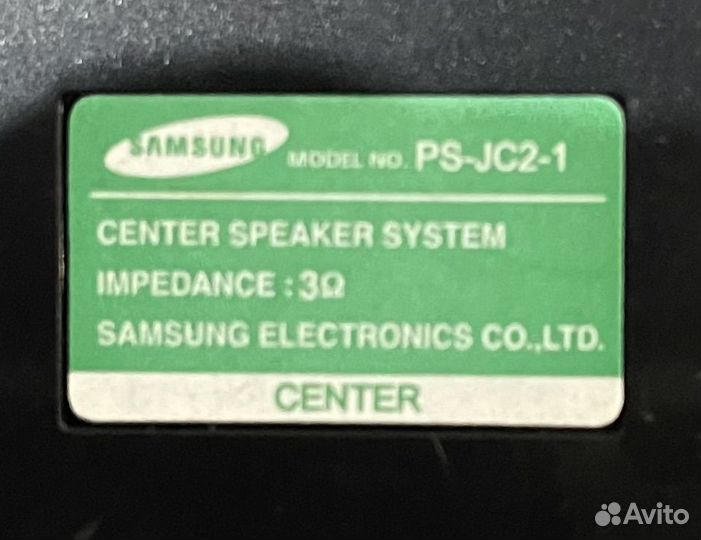 SAMSUNG MODEL NO. PS-JC2-1
CENTER SPEAKER SYSTEM
IMPEDANCE : 3Ω
SAMSUNG ELECTRONICS CO.,LTD.
CENTER
Avito